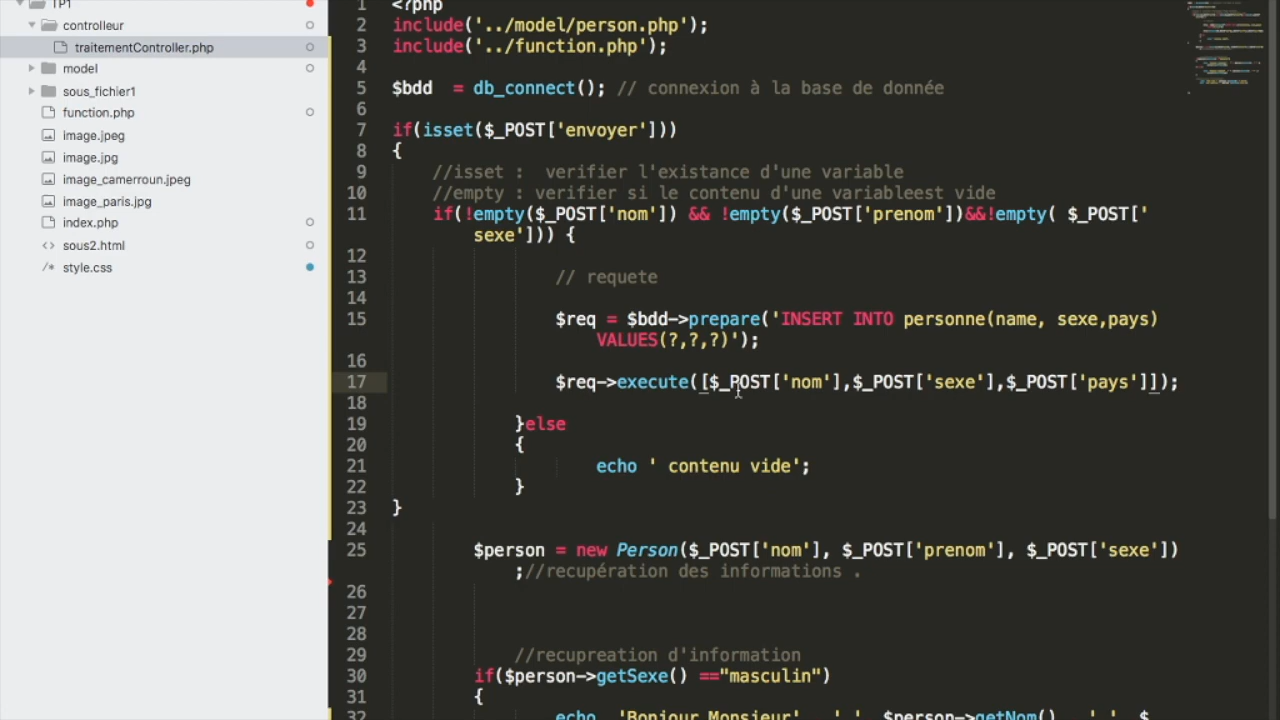 TP1
controlleur
traitementController.php
model
sous_fichier1
function.php
image.jpeg
image.jpg
image_camerroun.jpeg
image_paris.jpg
index.php
sous2.html
style.css
1 <?php
2 include('../model/person.php');
3 include('../function.php');
4
5 $bdd  = db_connect(); // connexion à la base de donnée
6
7 if(isset($_POST['envoyer']))
8 {
9 //isset :  verifier l'existance d'une variable
10 //empty : verifier si le contenu d'une variableest vide
11 if(!empty($_POST['nom']) && !empty($_POST['prenom'])&&!empty( $_POST['
sexe'])) {
12
13 // requete
14
15 $req = $bdd->prepare('INSERT INTO personne(name, sexe,pays)
VALUES(?,?,?)');
16
17 $req->execute([$_POST['nom'],$_POST['sexe'],$_POST['pays']]);
18
19 }else
20 {
21 echo ' contenu vide';
22 }
23 }
24
25 $person = new Person($_POST['nom'], $_POST['prenom'], $_POST['sexe'])
;//recupération des informations .
26
27
28
29 //recupreation d'information
30 if($person->getSexe() =="masculin")
31 {
32 echo  'Bonjour Monsieur' . ' '. $person->getNom() . ' '. $